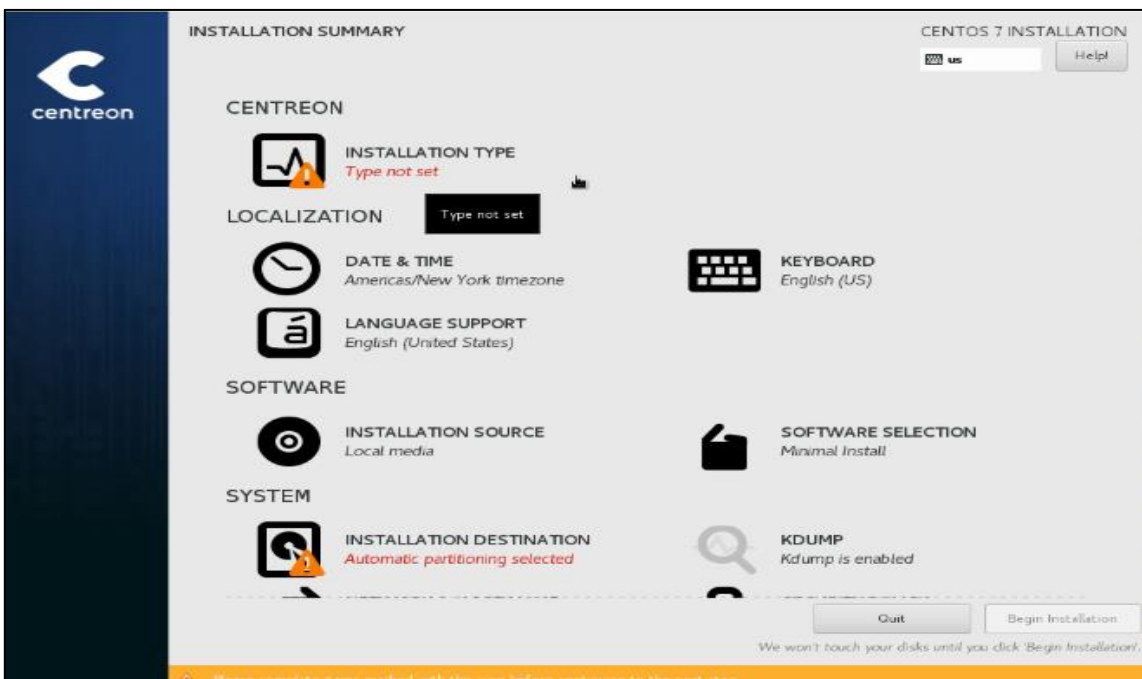 INSTALLATION SUMMARY
CENTOS 7 INSTALLATION
us
Help!
centreon
CENTREON
INSTALLATION TYPE
Type not set
Type not set
LOCALIZATION
DATE & TIME
Americas/New York timezone
KEYBOARD
English (US)
á
LANGUAGE SUPPORT
English (United States)
SOFTWARE
INSTALLATION SOURCE
Local media
SOFTWARE SELECTION
Minimal Install
SYSTEM
INSTALLATION DESTINATION
Automatic partitioning selected
KDUMP
Kdump is enabled
Quit
Begin Installation
We won't touch your disks until you click 'Begin Installation'.